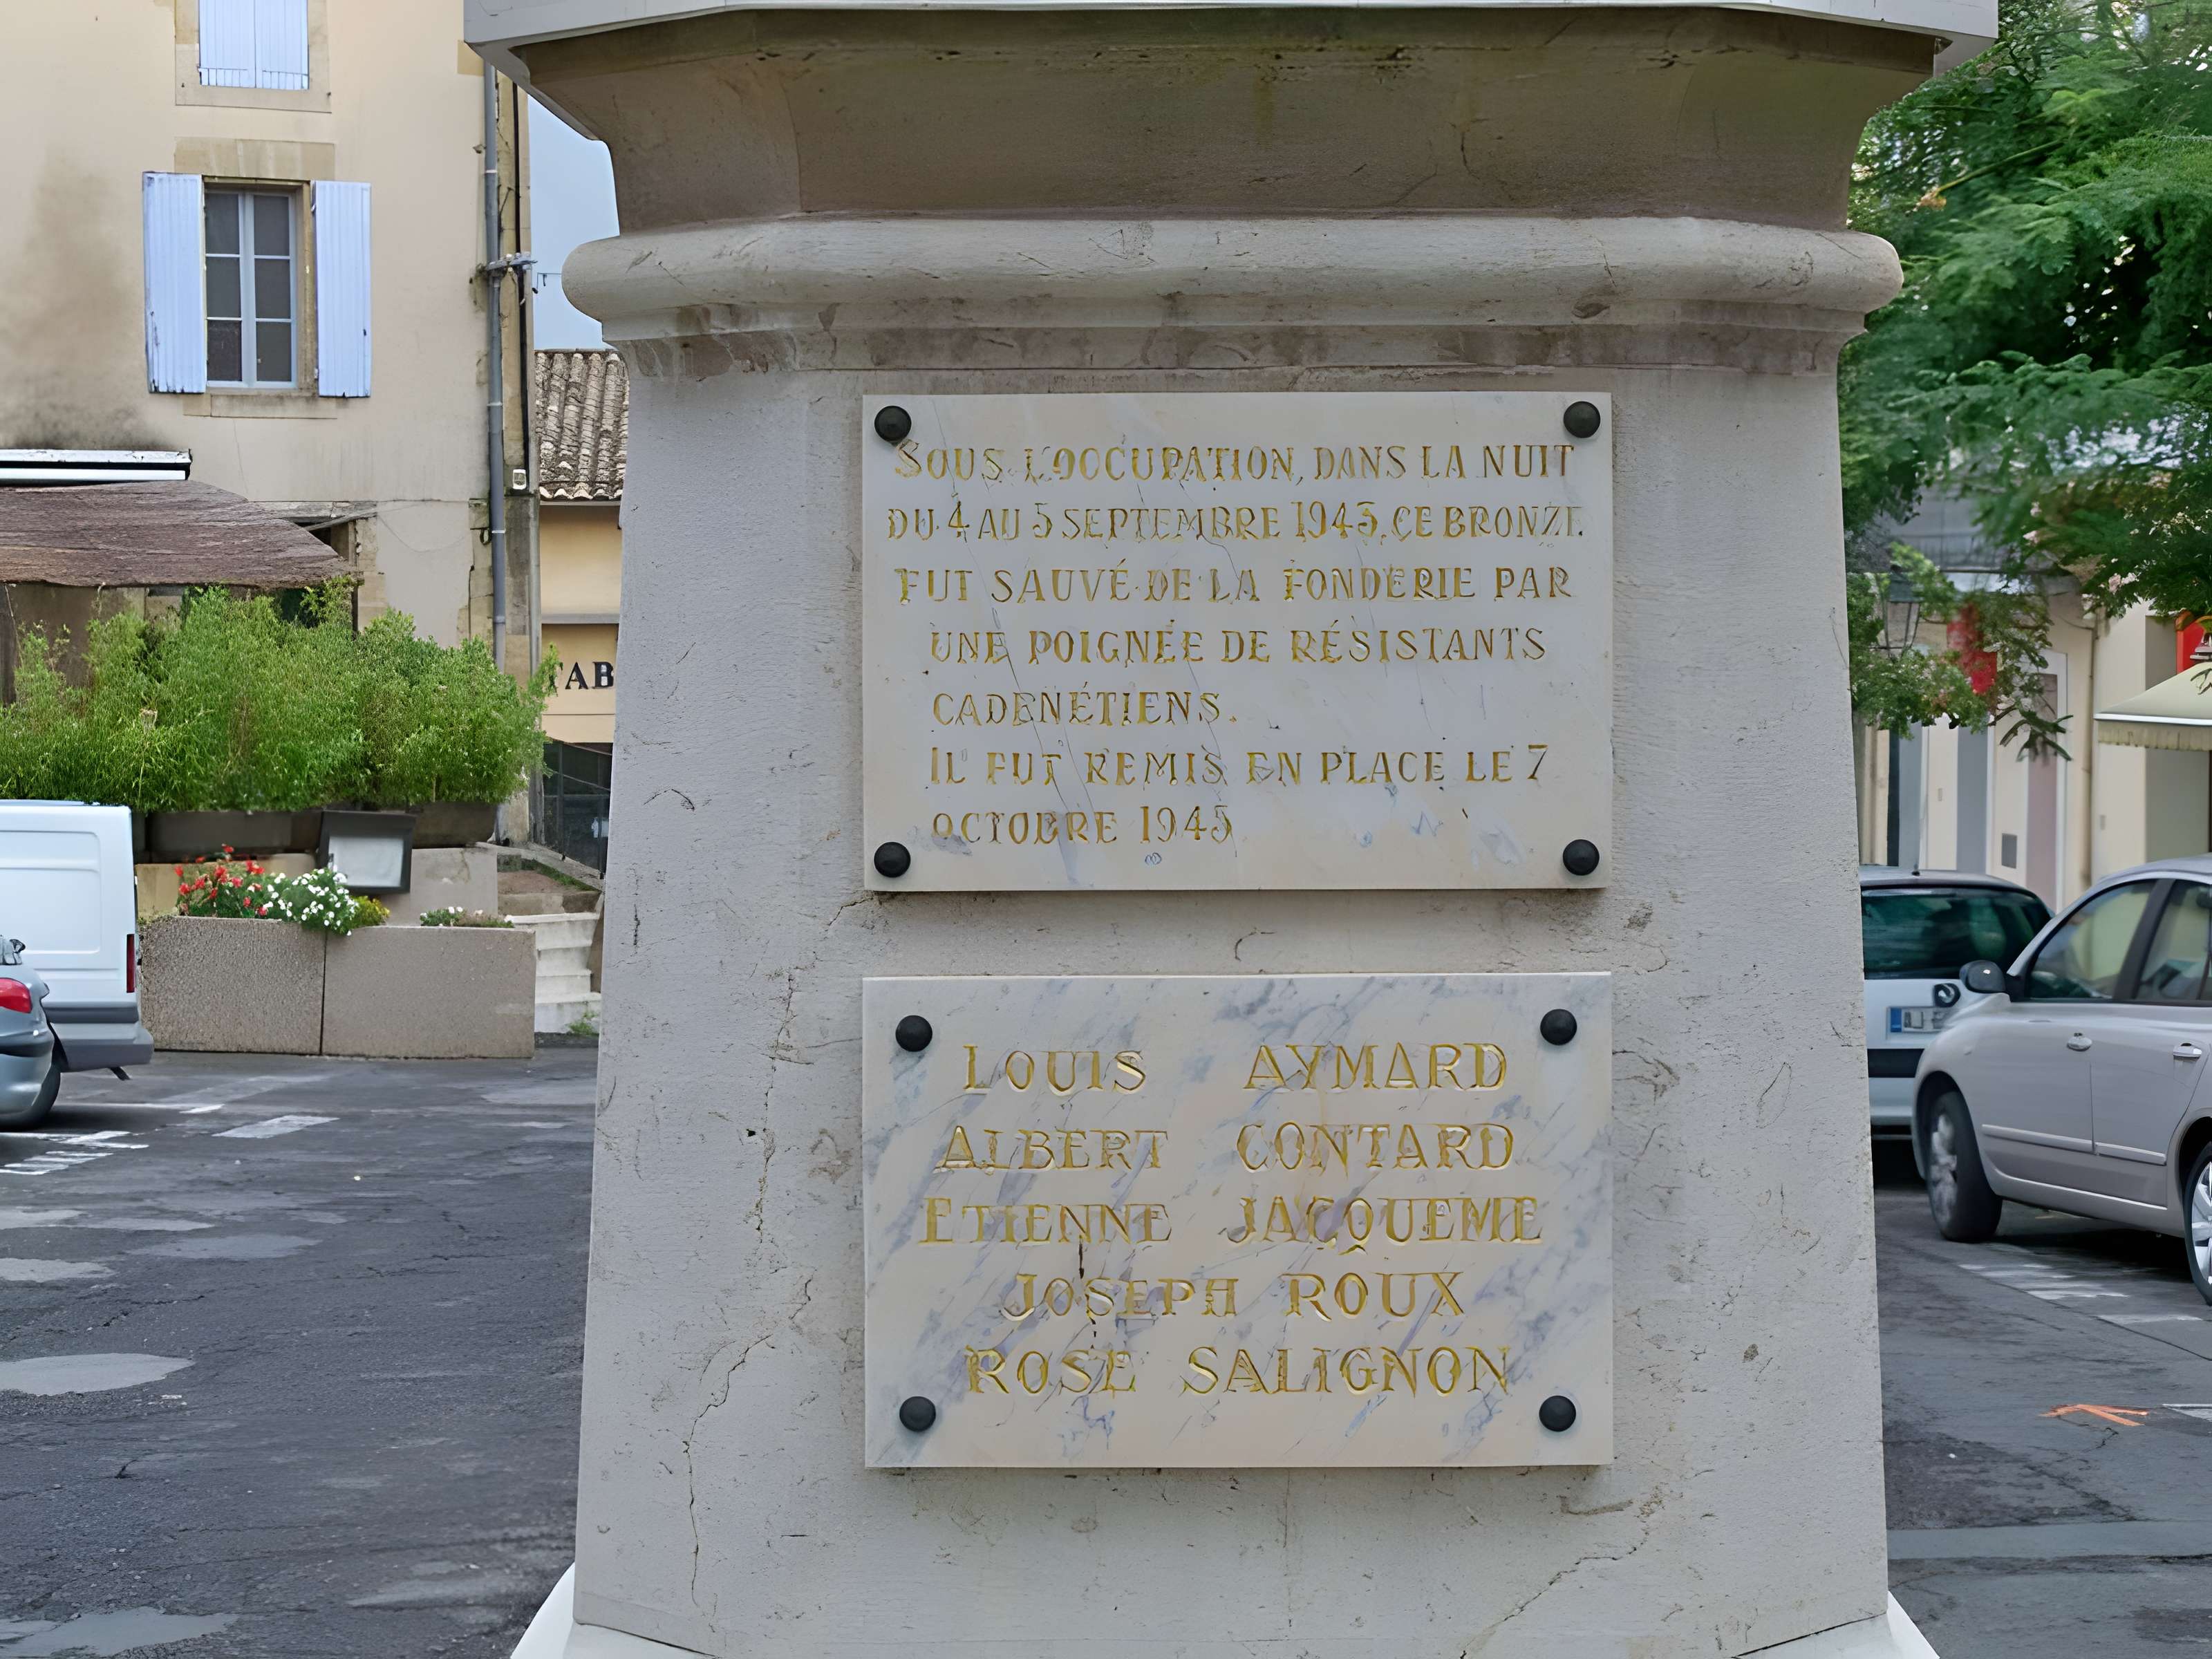 SOUS L'OCCUPATION, DANS LA NUIT
DU 4 AU 5 SEPTEMBRE 1943, CE BRONZE
FUT SAUVÉ DE LA FONDERIE PAR
UNE POIGNÉE DE RÉSISTANTS
CADENÉTIENS.
IL FUT REMIS EN PLACE LE 7
OCTOBRE 1945
LOUIS AYMARD
ALBERT CONTARD
ETIENNE JACQUEME
JOSEPH ROUX
ROSE SALIGNON
TAB